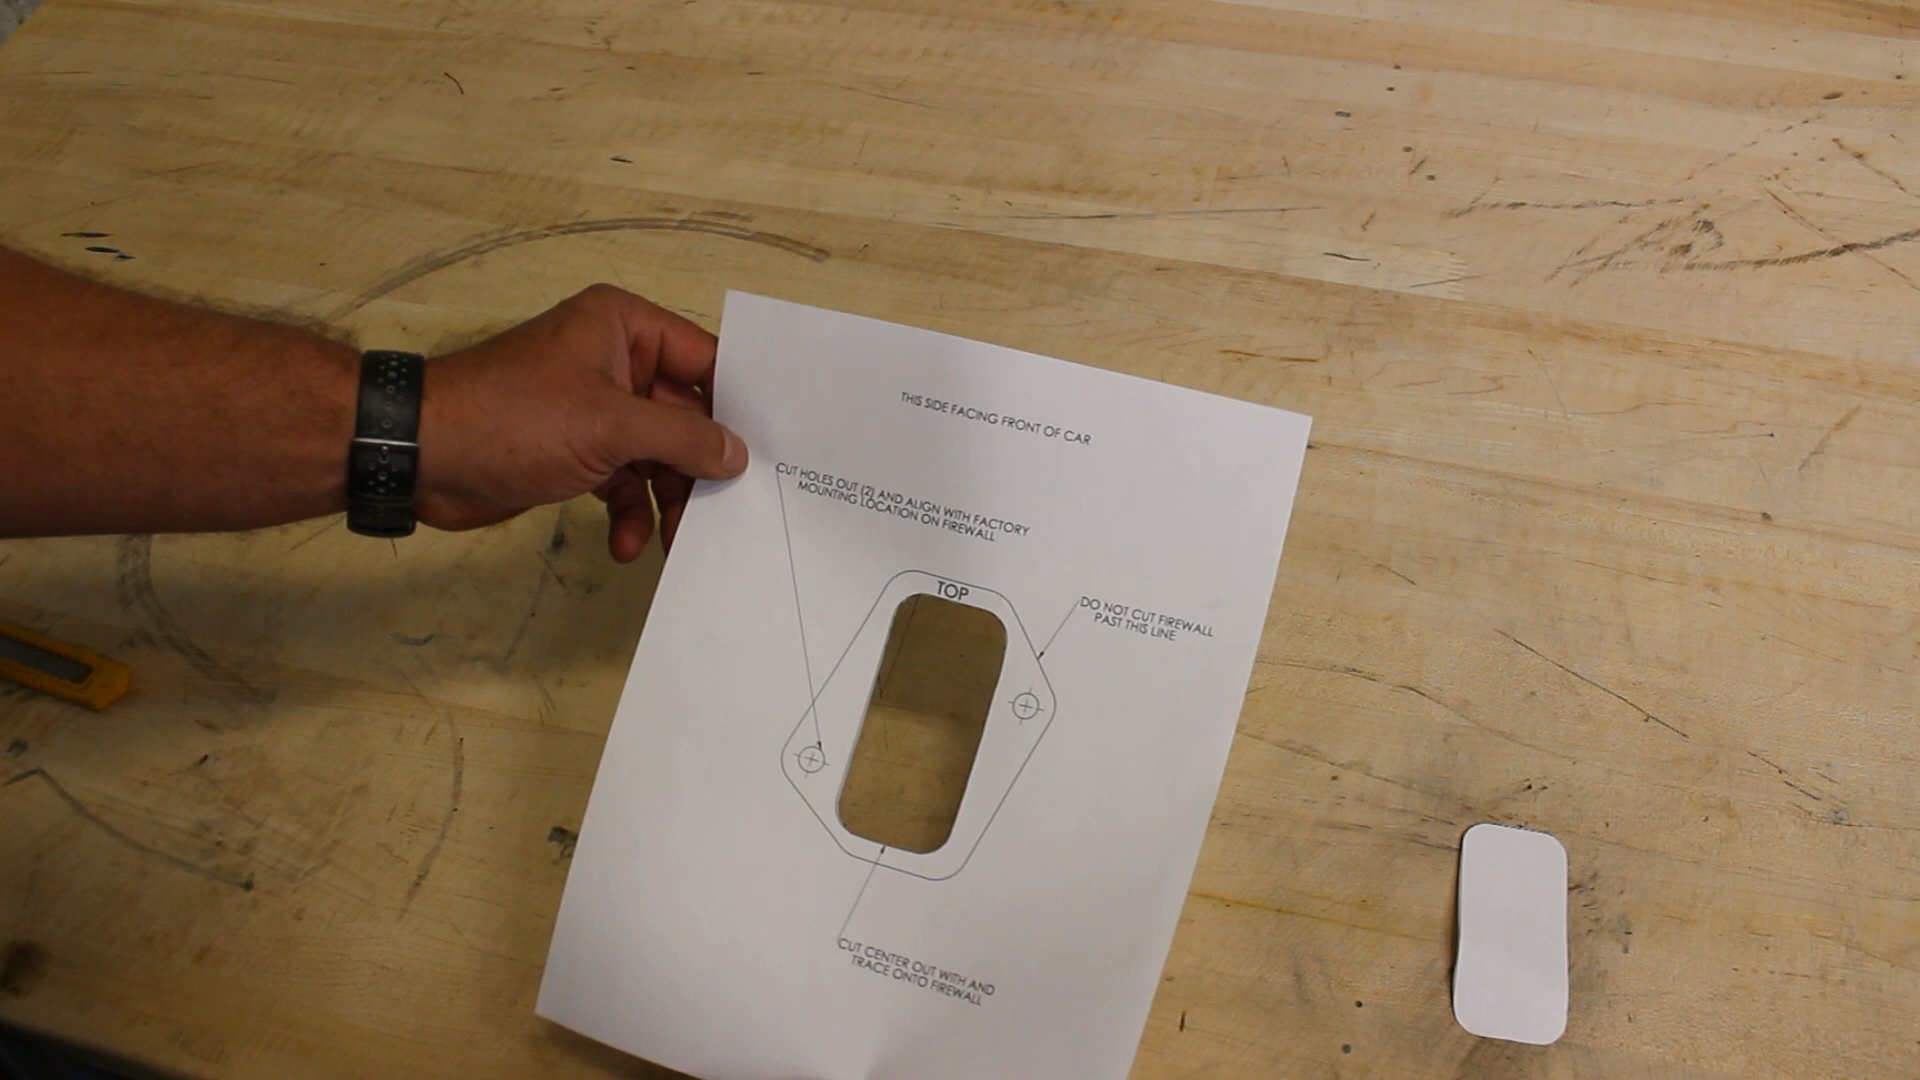 THIS SIDE FACING FRONT OF CAR
CUT HOLES OUT (2) AND ALIGN WITH FACTORY
MOUNTING LOCATION ON FIREWALL
TOP
DO NOT CUT FIREWALL
PAST THIS LINE
CUT CENTER OUT WITH AND
TRACE ONTO FIREWALL